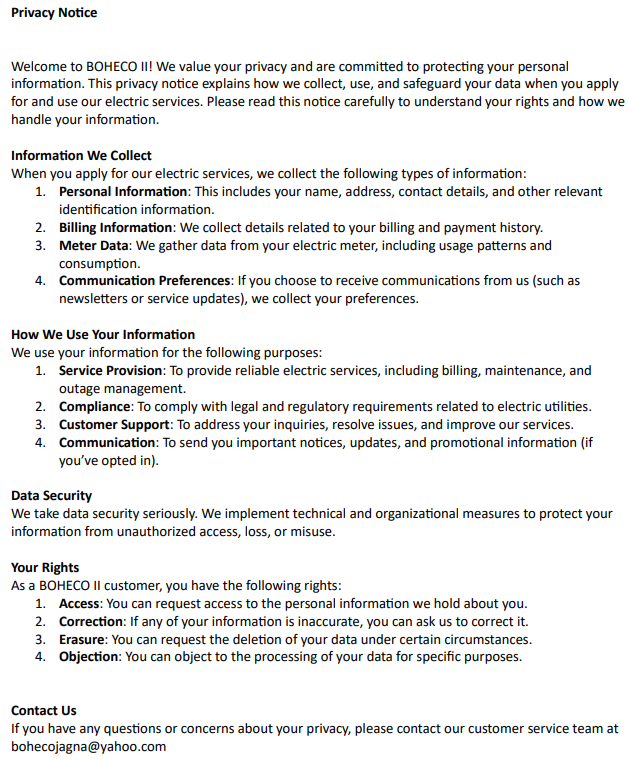 Privacy Notice
Welcome to BOHECO II! We value your privacy and are committed to protecting your personal
information. This privacy notice explains how we collect, use, and safeguard your data when you apply
for and use our electric services. Please read this notice carefully to understand your rights and how we
handle your information.
Information We Collect
When you apply for our electric services, we collect the following types of information:
1. Personal Information: This includes your name, address, contact details, and other relevant
identification information.
2. Billing Information: We collect details related to your billing and payment history.
3. Meter Data: We gather data from your electric meter, including usage patterns and
consumption.
4. Communication Preferences: If you choose to receive communications from us (such as
newsletters or service updates), we collect your preferences.
How We Use Your Information
We use your information for the following purposes:
1. Service Provision: To provide reliable electric services, including billing, maintenance, and
outage management.
2. Compliance: To comply with legal and regulatory requirements related to electric utilities.
3. Customer Support: To address your inquiries, resolve issues, and improve our services.
4. Communication: To send you important notices, updates, and promotional information (if
you’ve opted in).
Data Security
We take data security seriously. We implement technical and organizational measures to protect your
information from unauthorized access, loss, or misuse.
Your Rights
As a BOHECO II customer, you have the following rights:
1. Access: You can request access to the personal information we hold about you.
2. Correction: If any of your information is inaccurate, you can ask us to correct it.
3. Erasure: You can request the deletion of your data under certain circumstances.
4. Objection: You can object to the processing of your data for specific purposes.
Contact Us
If you have any questions or concerns about your privacy, please contact our customer service team at
bohecojagna@yahoo.com